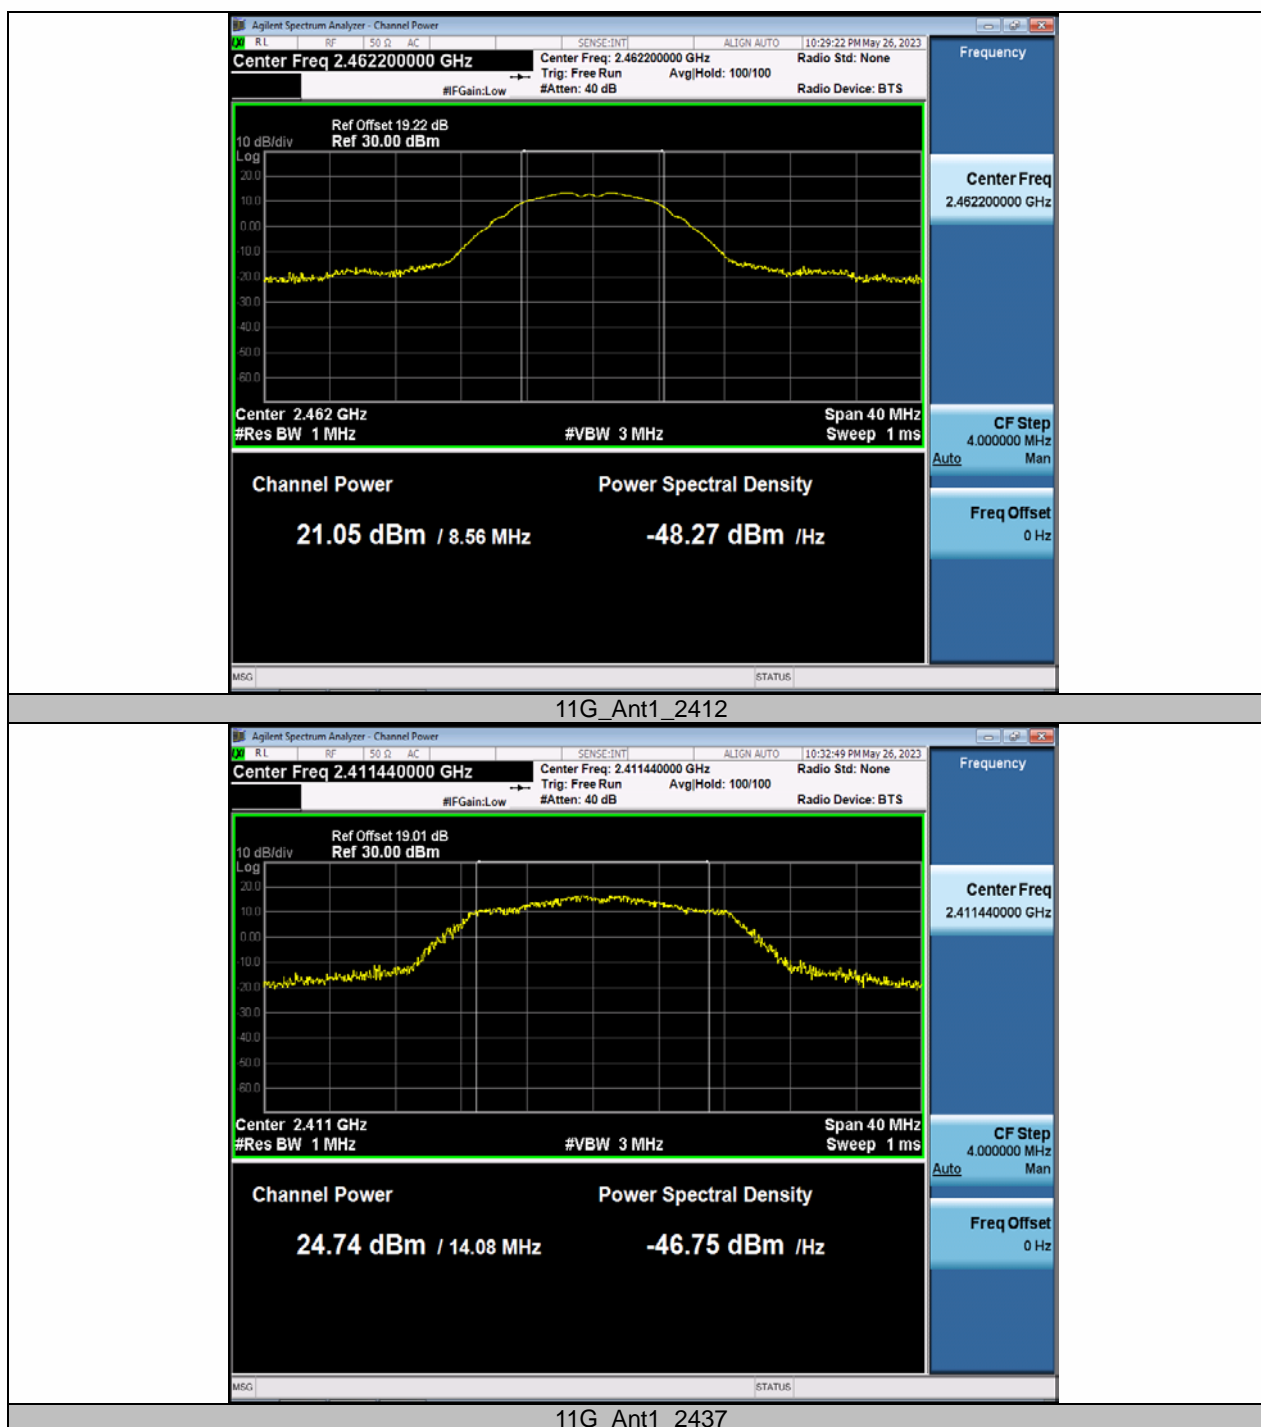 Agilent Spectrum Analyzer - Channel Power
RL RF 50 Ω AC SENSE:INT ALIGN AUTO 10:29:22 PM May 26, 2023
Center Freq 2.462200000 GHz
Center Freq: 2.462200000 GHz Radio Std: None
Trig: Free Run Avg|Hold: 100/100
#IFGain:Low #Atten: 40 dB Radio Device: BTS
Frequency
Ref Offset 19.22 dB
10 dB/div Ref 30.00 dBm
Log
20.0
10.0
0.00
-10.0
-20.0
-30.0
-40.0
-50.0
-60.0
Center 2.462 GHz Span 40 MHz
#Res BW 1 MHz #VBW 3 MHz Sweep 1 ms
Channel Power Power Spectral Density
21.05 dBm / 8.56 MHz -48.27 dBm /Hz
Center Freq
2.462200000 GHz
CF Step
4.000000 MHz
Auto Man
Freq Offset
0 Hz
MSG STATUS
11G_Ant1_2412
Agilent Spectrum Analyzer - Channel Power
RL RF 50 Ω AC SENSE:INT ALIGN AUTO 10:32:49 PM May 26, 2023
Center Freq 2.411440000 GHz
Center Freq: 2.411440000 GHz Radio Std: None
Trig: Free Run Avg|Hold: 100/100
#IFGain:Low #Atten: 40 dB Radio Device: BTS
Frequency
Ref Offset 19.01 dB
10 dB/div Ref 30.00 dBm
Log
20.0
10.0
0.00
-10.0
-20.0
-30.0
-40.0
-50.0
-60.0
Center 2.411 GHz Span 40 MHz
#Res BW 1 MHz #VBW 3 MHz Sweep 1 ms
Channel Power Power Spectral Density
24.74 dBm / 14.08 MHz -46.75 dBm /Hz
Center Freq
2.411440000 GHz
CF Step
4.000000 MHz
Auto Man
Freq Offset
0 Hz
MSG STATUS
11G_Ant1_2437